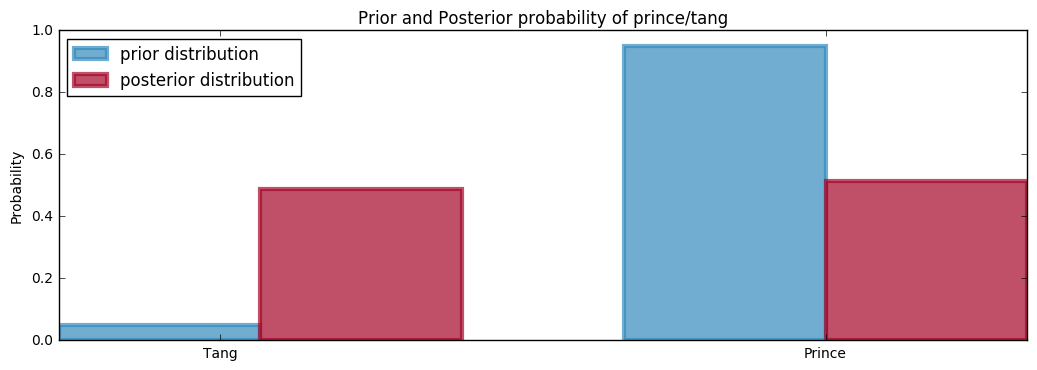 Prior and Posterior probability of prince/tang
1.0
0.8
0.6
0.4
0.2
0.0
Probability
prior distribution
posterior distribution
Tang
Prince